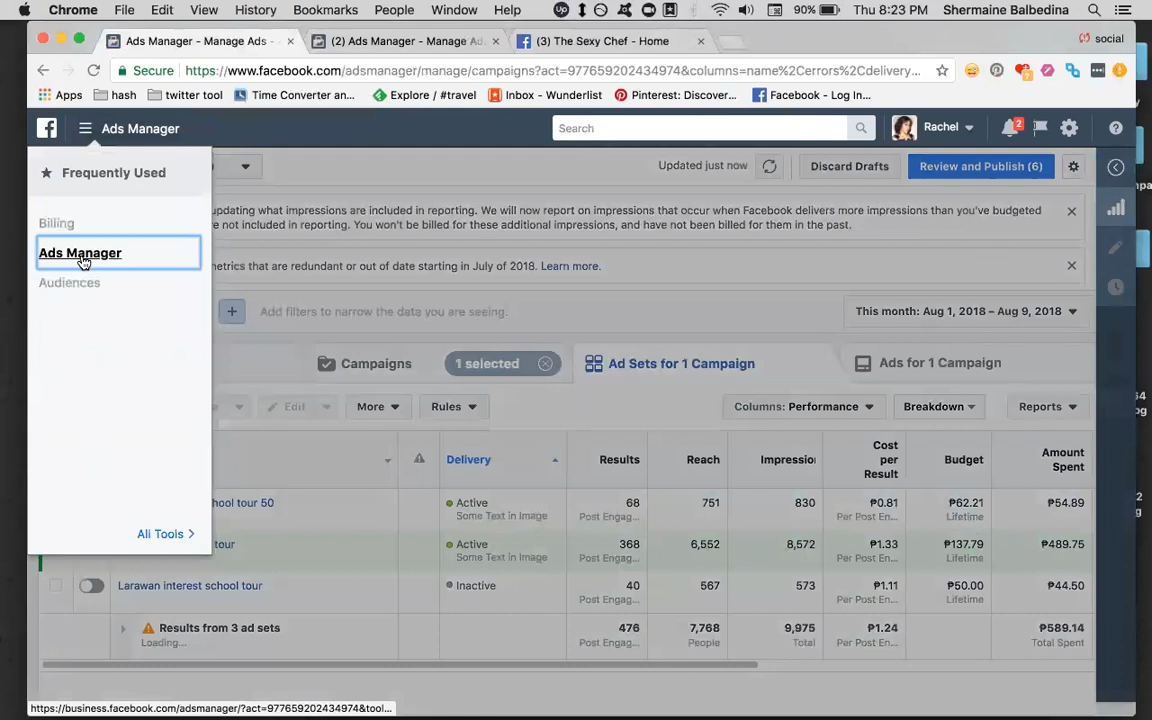 Chrome File Edit View History Bookmarks People Window Help 90% Thu 8:23 PM Shermaine Balbedina
Ads Manager - Manage Ads - (2) Ads Manager - Manage Ad. (3) The Sexy Chef - Home social
Secure https://www.facebook.com/adsmanager/manage/campaigns?act=977659202434974&columns=name%2Cerrors%2Cdelivery...
Apps hash twitter tool Time Converter an... Explore / #travel Inbox - Wunderlist Pinterest: Discover... Facebook - Log In...
Ads Manager Search Rachel 2
Frequently Used
Billing
Ads Manager
Audiences
All Tools
Updated just now Discard Drafts Review and Publish (6)
updating what impressions are included in reporting. We will now report on impressions that occur when Facebook delivers more impressions than you've budgeted
re not included in reporting. You won't be billed for these additional impressions, and have not been billed for them in the past.
etrics that are redundant or out of date starting in July of 2018. Learn more.
Add filters to narrow the data you are seeing. This month: Aug 1, 2018 – Aug 9, 2018
Campaigns 1 selected Ad Sets for 1 Campaign Ads for 1 Campaign
Edit More Rules Columns: Performance Breakdown Reports
Delivery Results Reach Impressio Cost per Result Budget Amount Spent
hool tour 50 Active 68 751 830 ₱0.81 ₱62.21 ₱54.89
Some Text in Image Post Engag... Per Post En... Lifetime
tour Active 368 6,552 8,572 ₱1.33 ₱137.79 ₱489.75
Some Text in Image Post Engag... Per Post En... Lifetime
Larawan interest school tour Inactive 40 567 573 ₱1.11 ₱50.00 ₱44.50
Post Engag... Per Post En... Lifetime
Results from 3 ad sets 476 7,768 9,975 ₱1.24 ₱589.14
Loading... Post Engag... People Total Per Post En... Total Spent
https://business.facebook.com/adsmanager/?act=977659202434974&tool...